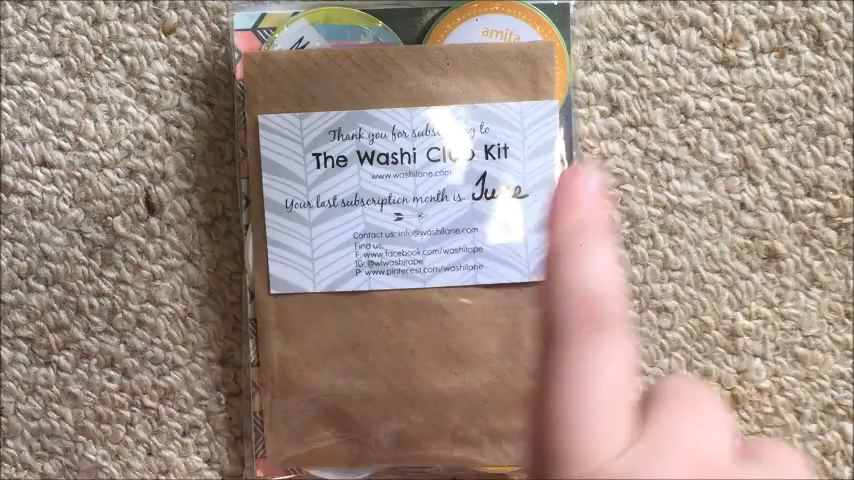 amita
Thank you for subscribing to
The Washi Club Kit
www.washilane.com
Your last subscription month is. June
Contact us: info@washilane.com
Find us:
F: www.facebook.com/washitape
IG: @wlwashitape
P: www.pinterest.com/washilane